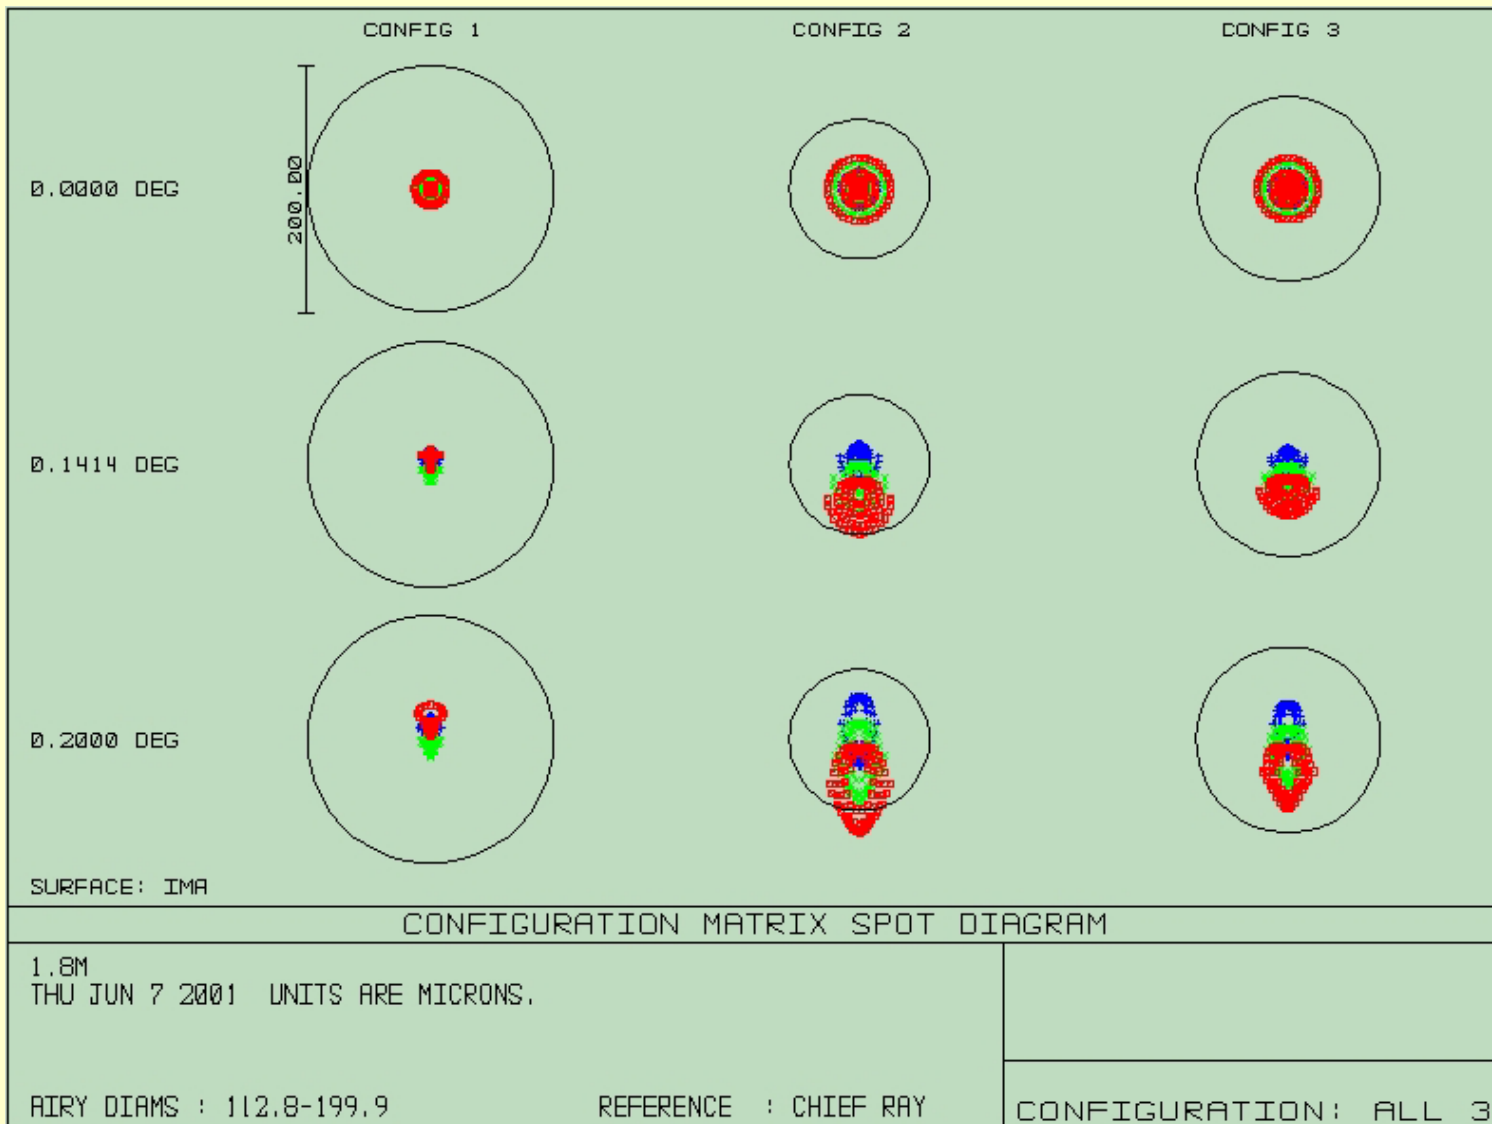 CONFIG 1 CONFIG 2 CONFIG 3
200.00
0.0000 DEG
0.1414 DEG
0.2000 DEG
SURFACE: IMA
CONFIGURATION MATRIX SPOT DIAGRAM
1.8M
THU JUN 7 2001 UNITS ARE MICRONS.
AIRY DIAMS : 112.8-199.9 REFERENCE : CHIEF RAY
CONFIGURATION: ALL 3